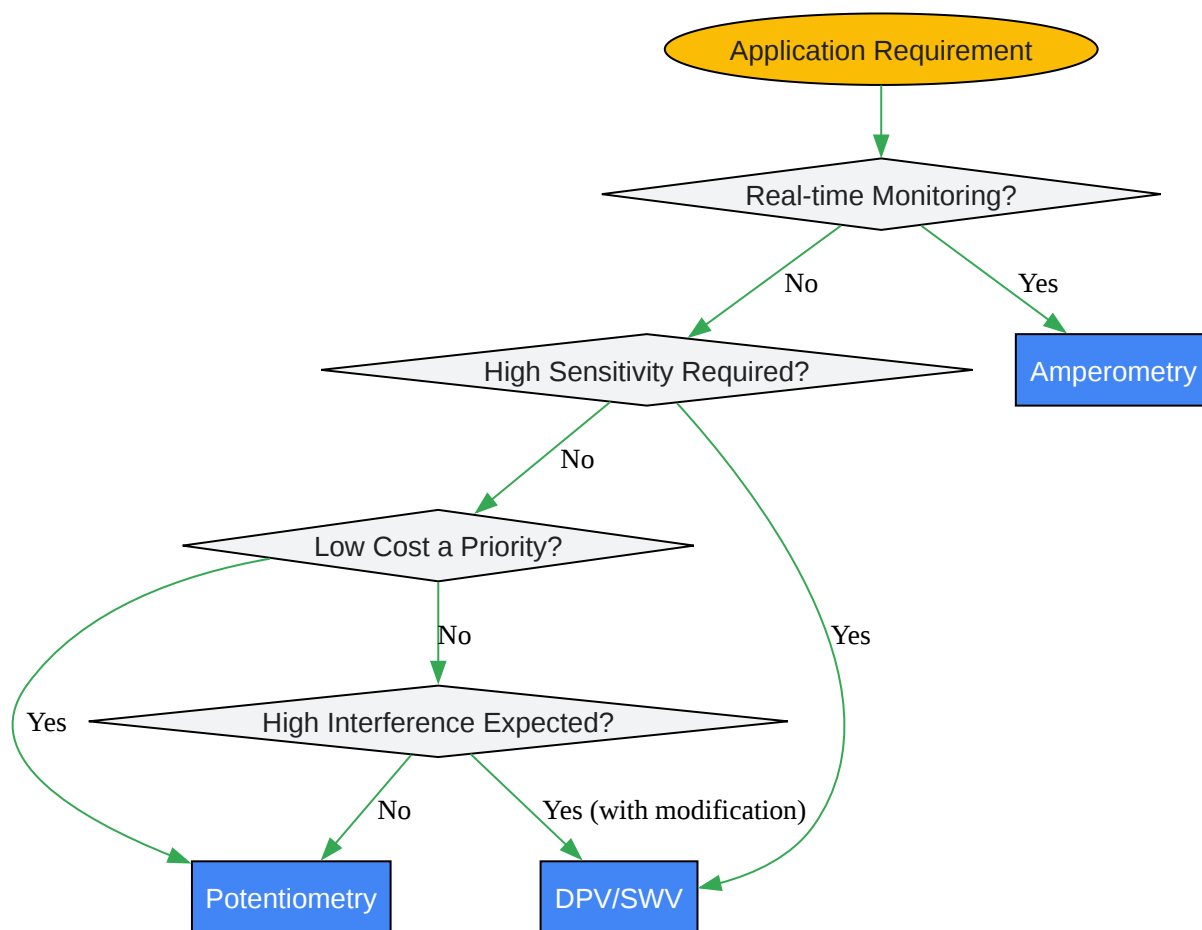 Application Requirement
Real-time Monitoring?
No
Yes
High Sensitivity Required?
Amperometry
No
Low Cost a Priority?
No
Yes
High Interference Expected?
Yes
No
Yes (with modification)
Potentiometry
DPV/SWV